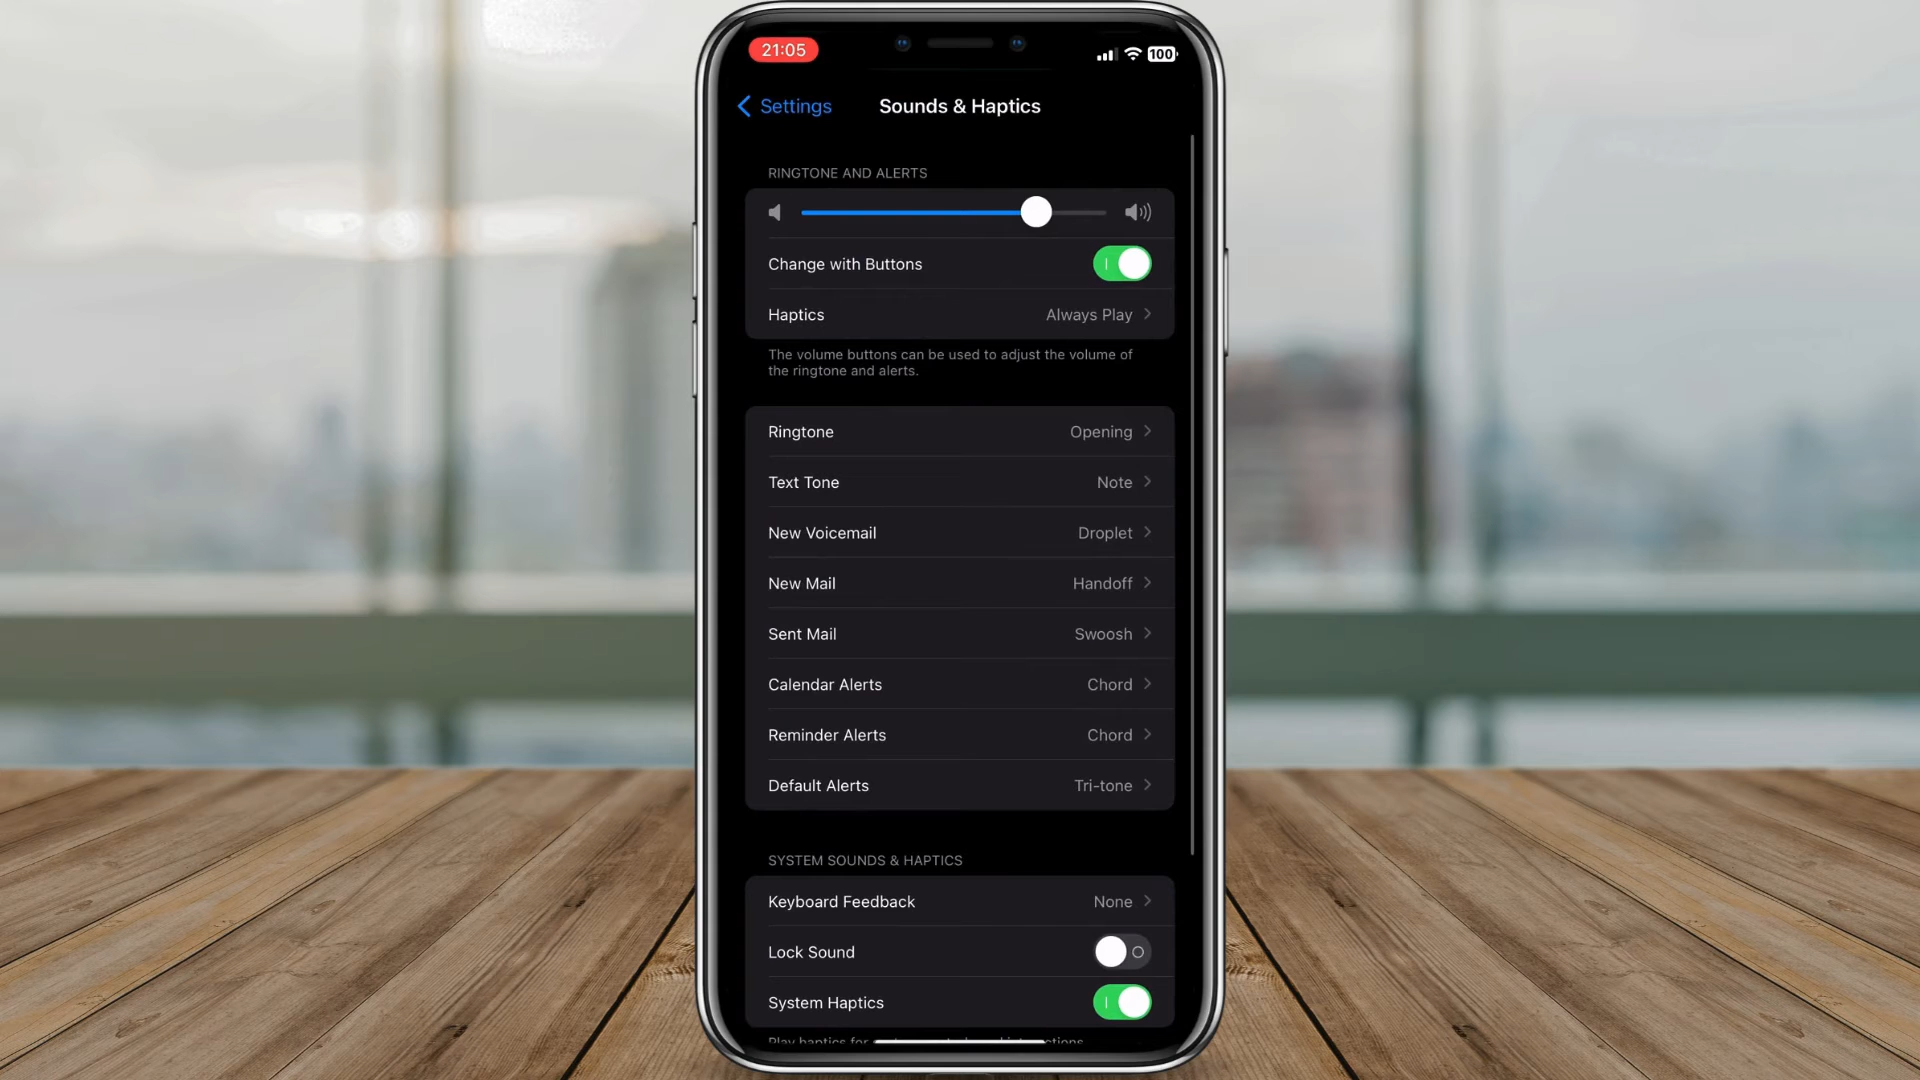 21:05
100
Settings
Sounds & Haptics
RINGTONE AND ALERTS
Change with Buttons
Haptics Always Play
The volume buttons can be used to adjust the volume of
the ringtone and alerts.
Ringtone Opening
Text Tone Note
New Voicemail Droplet
New Mail Handoff
Sent Mail Swoosh
Calendar Alerts Chord
Reminder Alerts Chord
Default Alerts Tri-tone
SYSTEM SOUNDS & HAPTICS
Keyboard Feedback None
Lock Sound
System Haptics
Play haptics for